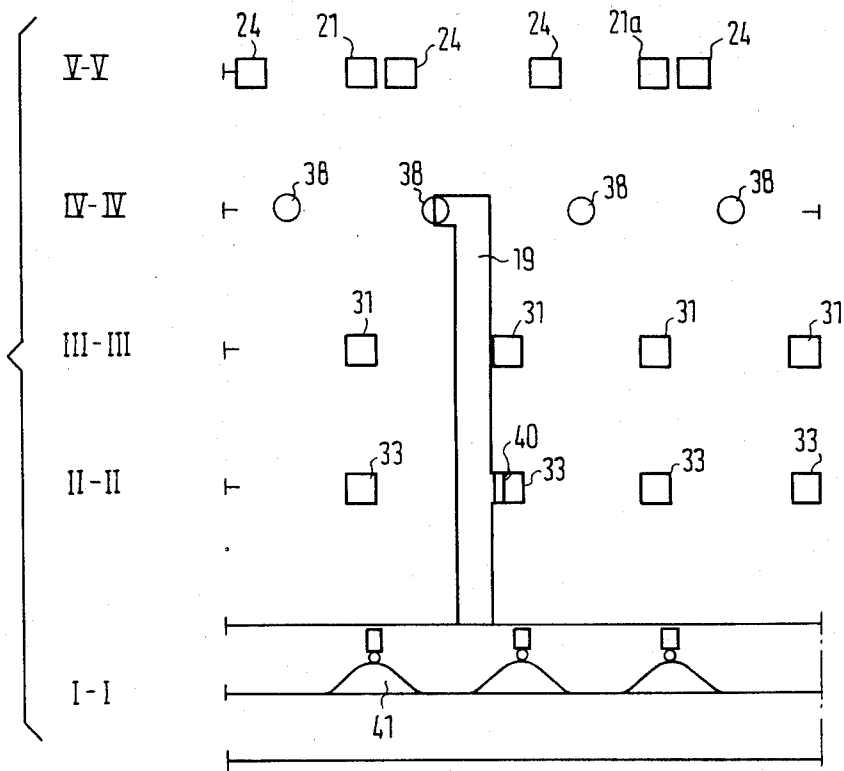 V-V 24 21 24 24 21a 24
IV-IV 38 38 38 38
19
III-III 31 31 31 31
II-II 33 40 33 33 33
I-I 41